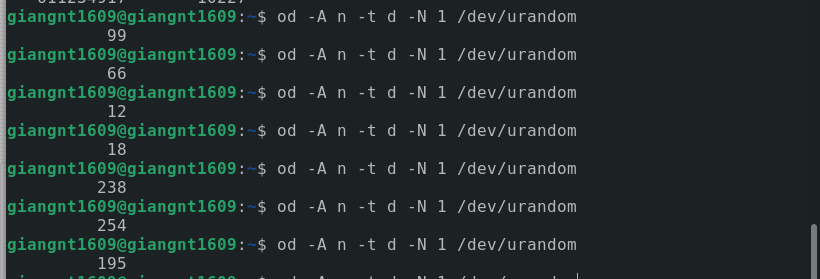 giangnt1609@giangnt1609:~$ od -A n -t d -N 1 /dev/urandom
99
giangnt1609@giangnt1609:~$ od -A n -t d -N 1 /dev/urandom
66
giangnt1609@giangnt1609:~$ od -A n -t d -N 1 /dev/urandom
12
giangnt1609@giangnt1609:~$ od -A n -t d -N 1 /dev/urandom
18
giangnt1609@giangnt1609:~$ od -A n -t d -N 1 /dev/urandom
238
giangnt1609@giangnt1609:~$ od -A n -t d -N 1 /dev/urandom
254
giangnt1609@giangnt1609:~$ od -A n -t d -N 1 /dev/urandom
195